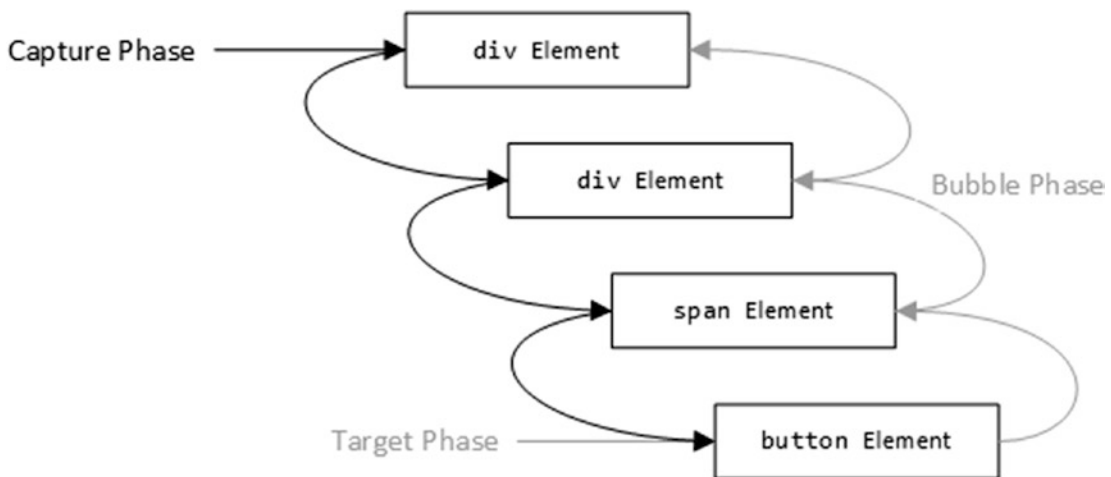 Capture Phase
div Element
div Element
Bubble Phase
span Element
Target Phase
button Element